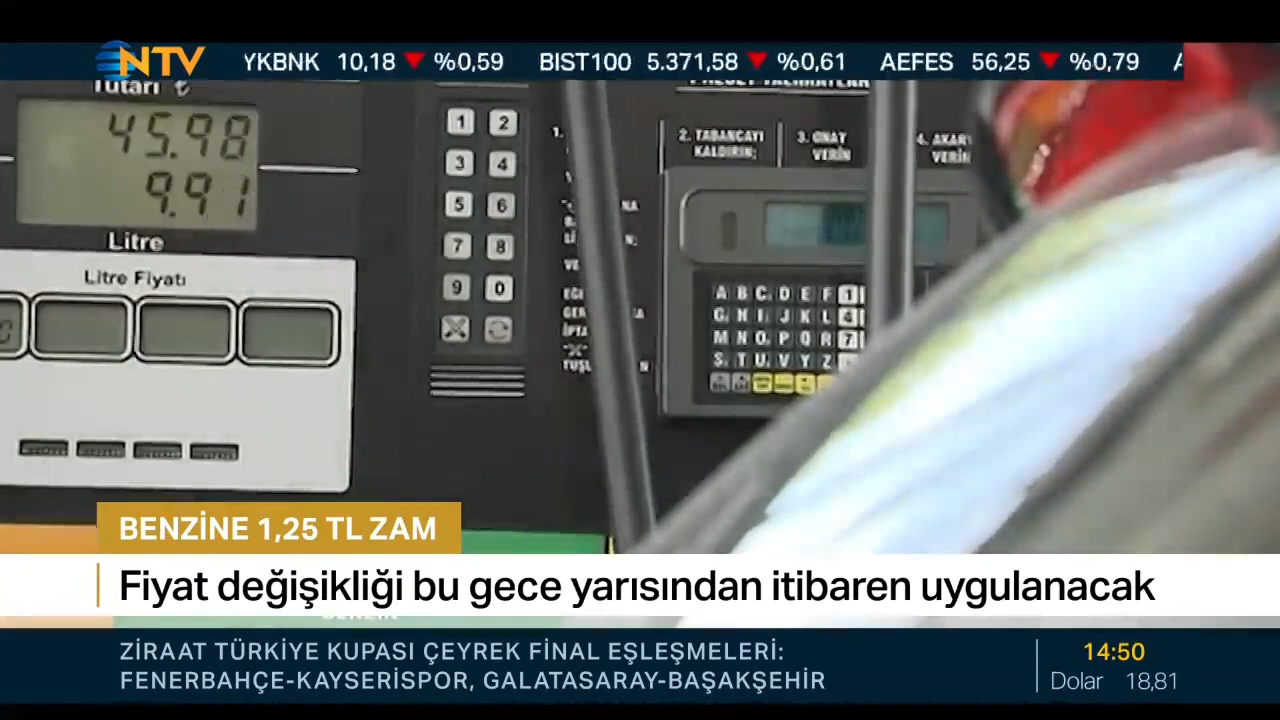 NTV
YKBNK 10,18 %0,59 BIST100 5.371,58 %0,61 AEFES 56,25 %0,79
Tutarı ₺
45.98
9.91
Litre
Litre Fiyatı
1 2
3 4
5 6
7 8
9 0
2. TABANCAYI
KALDIRIN;
3. ONAY
VERİN
A B C D E F 1
G H I J K L 4
M N O P Q R 7
S T U V Y Z
BENZİNE 1,25 TL ZAM
Fiyat değişikliği bu gece yarısından itibaren uygulanacak
ZİRAAT TÜRKİYE KUPASI ÇEYREK FİNAL EŞLEŞMELERİ:
FENERBAHÇE-KAYSERİSPOR, GALATASARAY-BAŞAKŞEHİR
14:50
Dolar 18,81